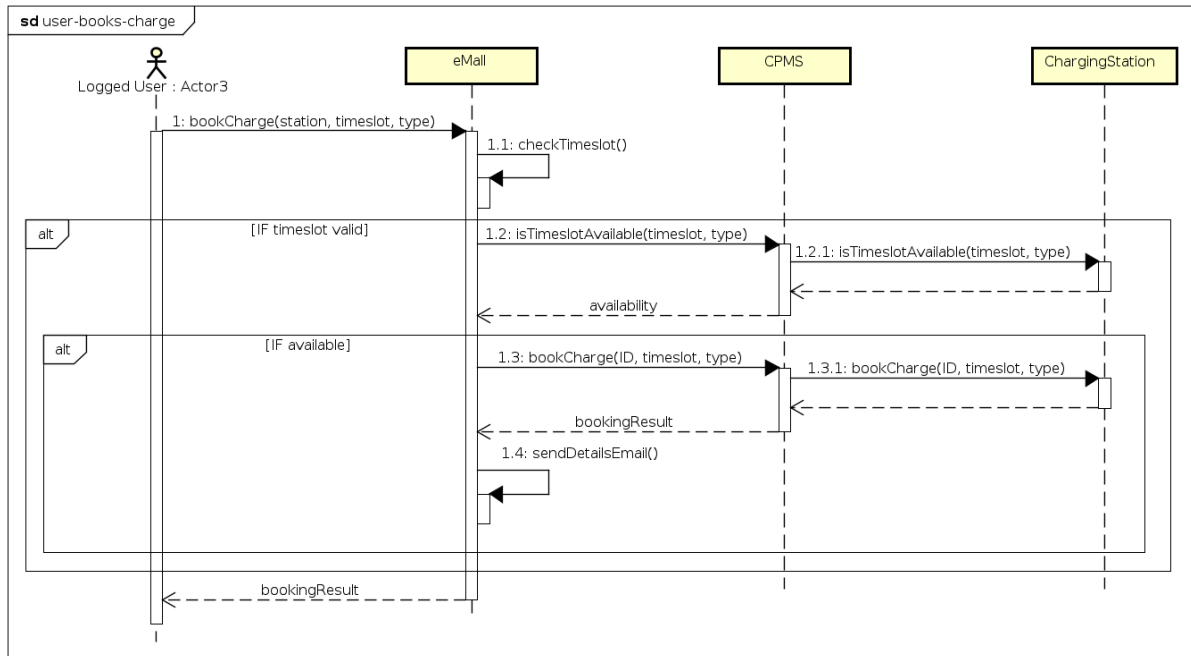 sd user-books-charge
Logged User : Actor3
eMall
CPMS
ChargingStation
1: bookCharge(station, timeslot, type)
1.1: checkTimeslot()
alt
[IF timeslot valid]
1.2: isTimeslotAvailable(timeslot, type)
1.2.1: isTimeslotAvailable(timeslot, type)
availability
alt
[IF available]
1.3: bookCharge(ID, timeslot, type)
1.3.1: bookCharge(ID, timeslot, type)
bookingResult
1.4: sendDetailsEmail()
bookingResult